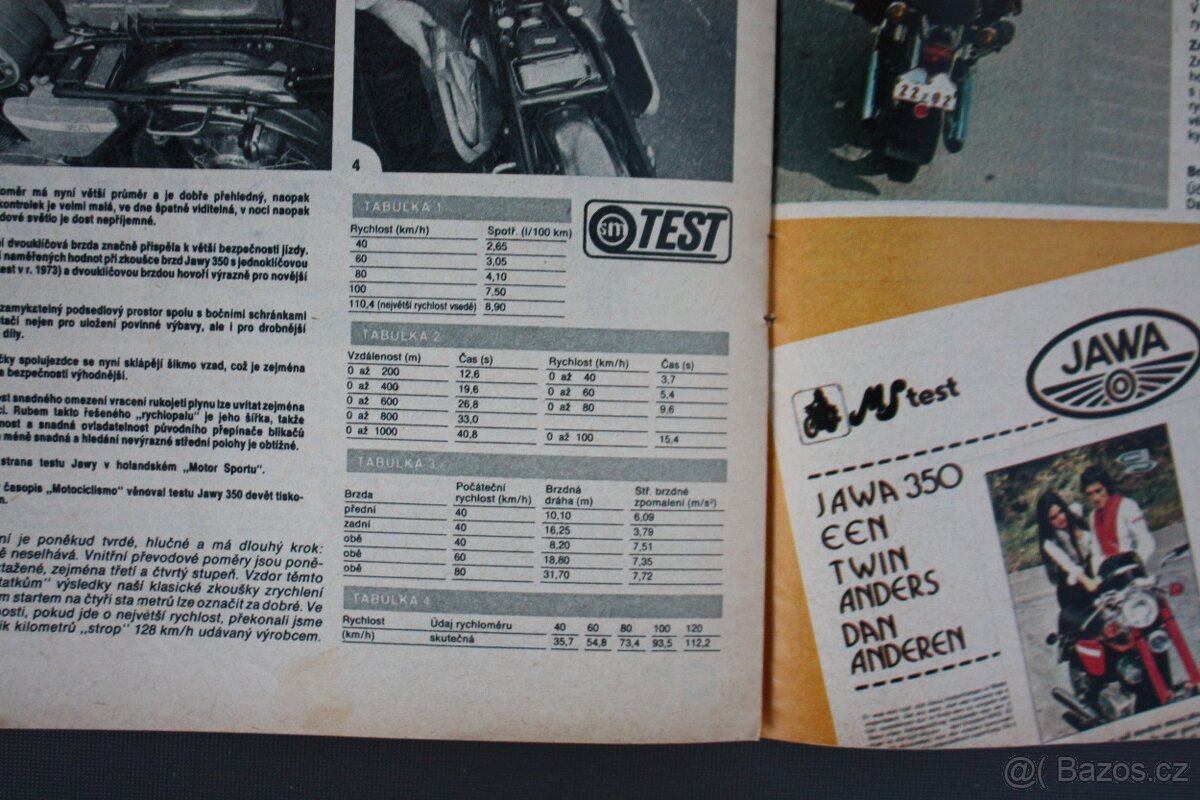 4
oměr má nyní větší průměr a je dobře přehledný, naopak
kontrolek je velmi malá, ve dne špatně viditelná, v noci naopak
dové světlo je dost nepříjemné.
í dvouklíčová brzda značně přispěla k větší bezpečnosti jízdy.
í naměřených hodnot při zkoušce brzd Jawy 350 s jednoklíčovou
est v r. 1973) a dvouklíčovou brzdou hovoří výrazně pro novější
zamykatelný podsedlový prostor spolu s bočními schránkami
tačí nejen pro uložení povinné výbavy, ale i pro drobnější
díly.
čky spolujezdce se nyní sklápějí šikmo vzad, což je zejména
a bezpečnosti výhodnější.
ost snadného omezení vracení rukojeti plynu lze uvítat zejména
ci. Rubem takto řešeného „rychlopalu" je jeho šířka, takže
nost a snadná ovladatelnost původního přepínače blikačů
méně snadná a hledání nevýrazné střední polohy je obtížné.
strana testu Jawy v holandském „Motor Sportu".
časopis „Motociclismo" věnoval testu Jawy 350 devět tisko-
n.
ní je poněkud tvrdé, hlučné a má dlouhý krok:
ě neselhává. Vnitřní převodové poměry jsou poně-
ztažené, zejména třetí a čtvrtý stupeň. Vzdor těmto
tatkům" výsledky naší klasické zkoušky zrychlení
m startem na čtyři sta metrů lze označit za dobré. Ve
nosti, pokud jde o největší rychlost, překonali jsme
ik kilometrů „strop" 128 km/h udávaný výrobcem.
TABULKA 1
Rychlost (km/h) Spotř. (l/100 km)
40 2,65
60 3,05
80 4,10
100 7,50
110,4 (největší rychlost vsedě) 8,90
sm TEST
TABULKA 2
Vzdálenost (m) Čas (s) Rychlost (km/h) Čas (s)
0 až 200 12,6 0 až 40 3,7
0 až 400 19,6 0 až 60 5,4
0 až 600 26,8 0 až 80 9,6
0 až 800 33,0
0 až 1000 40,8 0 až 100 15,4
TABULKA 3
Brzda Počáteční rychlost (km/h) Brzdná dráha (m) Stř. brzdné zpomalení (m/s²)
přední 40 10,10 6,09
zadní 40 16,25 3,79
obě 40 8,20 7,51
obě 60 18,80 7,35
obě 80 31,70 7,72
TABULKA 4
Rychlost Údaj rychloměru 40 60 80 100 120
(km/h) skutečná 35,7 54,8 73,4 93,5 112,2
22-02
JAWA
MS test
JAWA 350
EEN
TWIN
ANDERS
DAN
ANDEREN
@( Bazos.cz